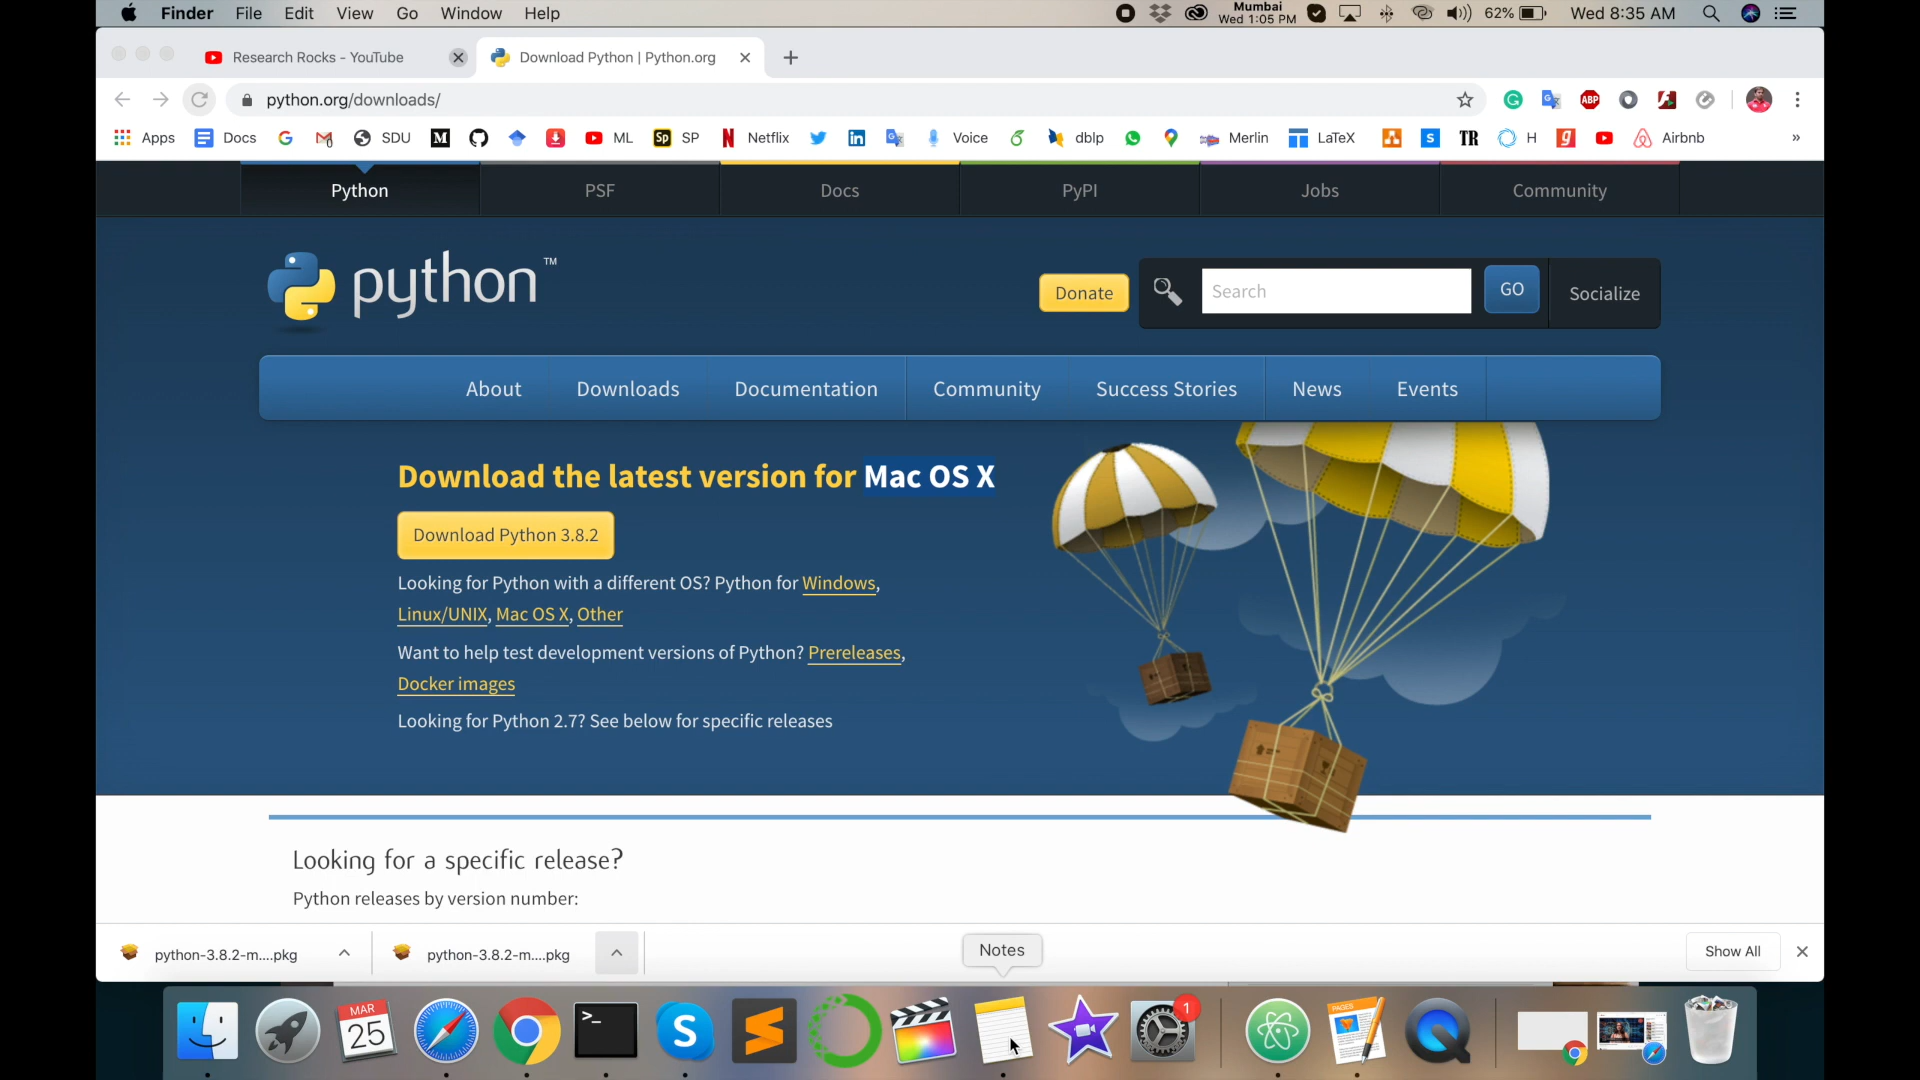 Finder File Edit View Go Window Help
Mumbai
Wed 1:05 PM
62%
Wed 8:35 AM
Research Rocks - YouTube
Download Python | Python.org
python.org/downloads/
ABP
Apps Docs SDU ML SP Netflix Voice dblp Merlin LaTeX TR H Airbnb »
Python PSF Docs PyPI Jobs Community
python™
Donate
Search
GO
Socialize
About Downloads Documentation Community Success Stories News Events
Download the latest version for Mac OS X
Download Python 3.8.2
Looking for Python with a different OS? Python for Windows,
Linux/UNIX, Mac OS X, Other
Want to help test development versions of Python? Prereleases,
Docker images
Looking for Python 2.7? See below for specific releases
Looking for a specific release?
Python releases by version number:
python-3.8.2-m....pkg
python-3.8.2-m....pkg
Notes
Show All
MAR
25
1
PAGES